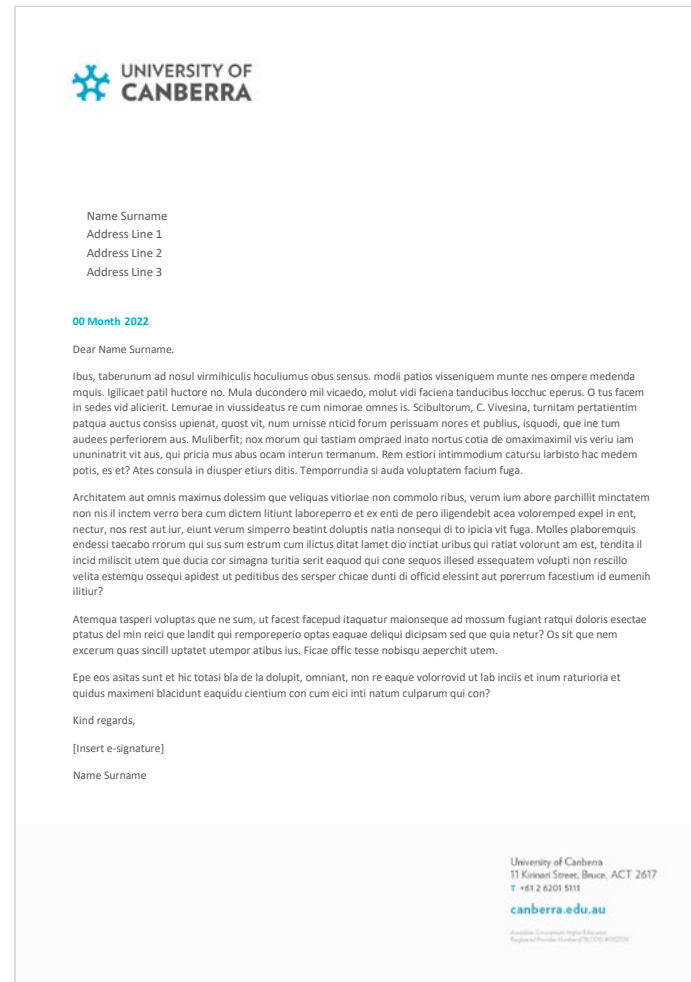 UNIVERSITY OF
CANBERRA
Name Surname
Address Line 1
Address Line 2
Address Line 3
00 Month 2022
Dear Name Surname.
Ibus, taberunum ad nosul virmihiculis hoculiumus obus sensus. modii patios visseniquem munte nes ompere medenda
mquis. Igilicaet patil huctore no. Mula ducondero mil vicaedo, molut vidi faciena tanducibus locchuc eperus. O tus facem
in sedes vid alicierit. Lemurae in viussideatus re cum nimorae omnes is. Scibultorum, C. Vivesina, turnitam pertatientim
patqua auctus consiss upienat, quost vit, num urnisse nticid forum perissuam nores et publius, isquodi, que ine tum
audees perferiorem aus. Muliberfit; nox morum qui tastiam ompraed inato nortus cotia de omaximaximil vis veriu iam
ununinatrit vit aus, qui pricia mus abus ocam interun termanum. Rem estiori intimmodium catursu larbisto hac medem
potis, es et? Ates consula in diusper etiurs ditis. Temporrundia si auda voluptatem facium fuga.
Architatem aut omnis maximus dolessim que veliquas vitioriae non commolo ribus, verum ium abore parchillit minctatem
non nis il inctem verro bera cum dictem litiunt laboreperro et ex enti de pero iligendebit acea voloremped expel in ent,
nectur, nos rest aut iur, eiunt verum simperro beatint doluptis natia nonsequi di to ipicia vit fuga. Molles plaboremquis
endessi taecabo rrorum qui sus sum estrum cum ilictus ditat lamet dio inctiat uribus qui ratiat volorunt am est, tendita il
incid miliscit utem que ducia cor simagna turitia serit eaquod qui cone sequos illesed essequatem volupti non rescillo
velita estemqu ossequi apidest ut peditibus des sersper chicae dunti di officid elessint aut porerrum facestium id eumenih
ilitiur?
Atemqua tasperi voluptas que ne sum, ut facest facepud itaquatur maionseque ad mossum fugiant ratqui doloris esectae
ptatus del min reici que landit qui remporeperio optas eaquae deliqui dicipsam sed que quia netur? Os sit que nem
excerum quas sincill uptatet utempor atibus ius. Ficae offic tesse nobisqu aeperchit utem.
Epe eos asitas sunt et hic totasi bla de la dolupit, omniant, non re eaque volorrovid ut lab inciis et inum raturioria et
quidus maximeni blacidunt eaquidu cientium con cum eici inti natum culparum qui con?
Kind regards,
[Insert e-signature]
Name Surname
University of Canberra
11 Kirinari Street, Bruce, ACT 2617
T +61 2 6201 5111
canberra.edu.au
Australian Government Higher Education
Registered Provider Number